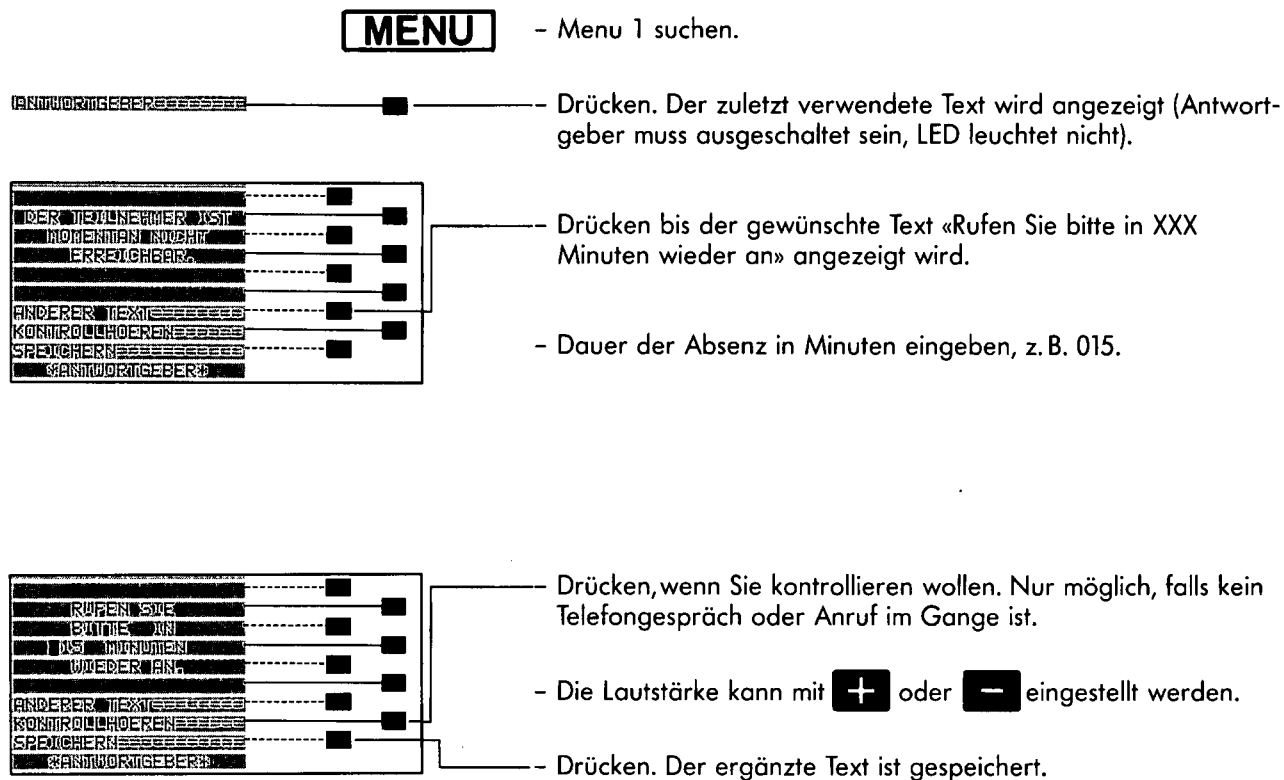 MENU – Menu 1 suchen.
ANTWORTGEBER
– Drücken. Der zuletzt verwendete Text wird angezeigt (Antwort-
geber muss ausgeschaltet sein, LED leuchtet nicht).
DER TEILNEHMER IST
MOMENTAN NICHT
ERREICHBAR.
ANDERER TEXT
KONTROLLHOEREN
SPEICHERN
*ANTWORTGEBER*
– Drücken bis der gewünschte Text «Rufen Sie bitte in XXX
Minuten wieder an» angezeigt wird.
– Dauer der Absenz in Minuten eingeben, z. B. 015.
RUFEN SIE
BITTE IN
15 MINUTEN
WIEDER AN.
ANDERER TEXT
KONTROLLHOEREN
SPEICHERN
*ANTWORTGEBER*
– Drücken, wenn Sie kontrollieren wollen. Nur möglich, falls kein
Telefongespräch oder Anruf im Gange ist.
– Die Lautstärke kann mit + oder – eingestellt werden.
– Drücken. Der ergänzte Text ist gespeichert.